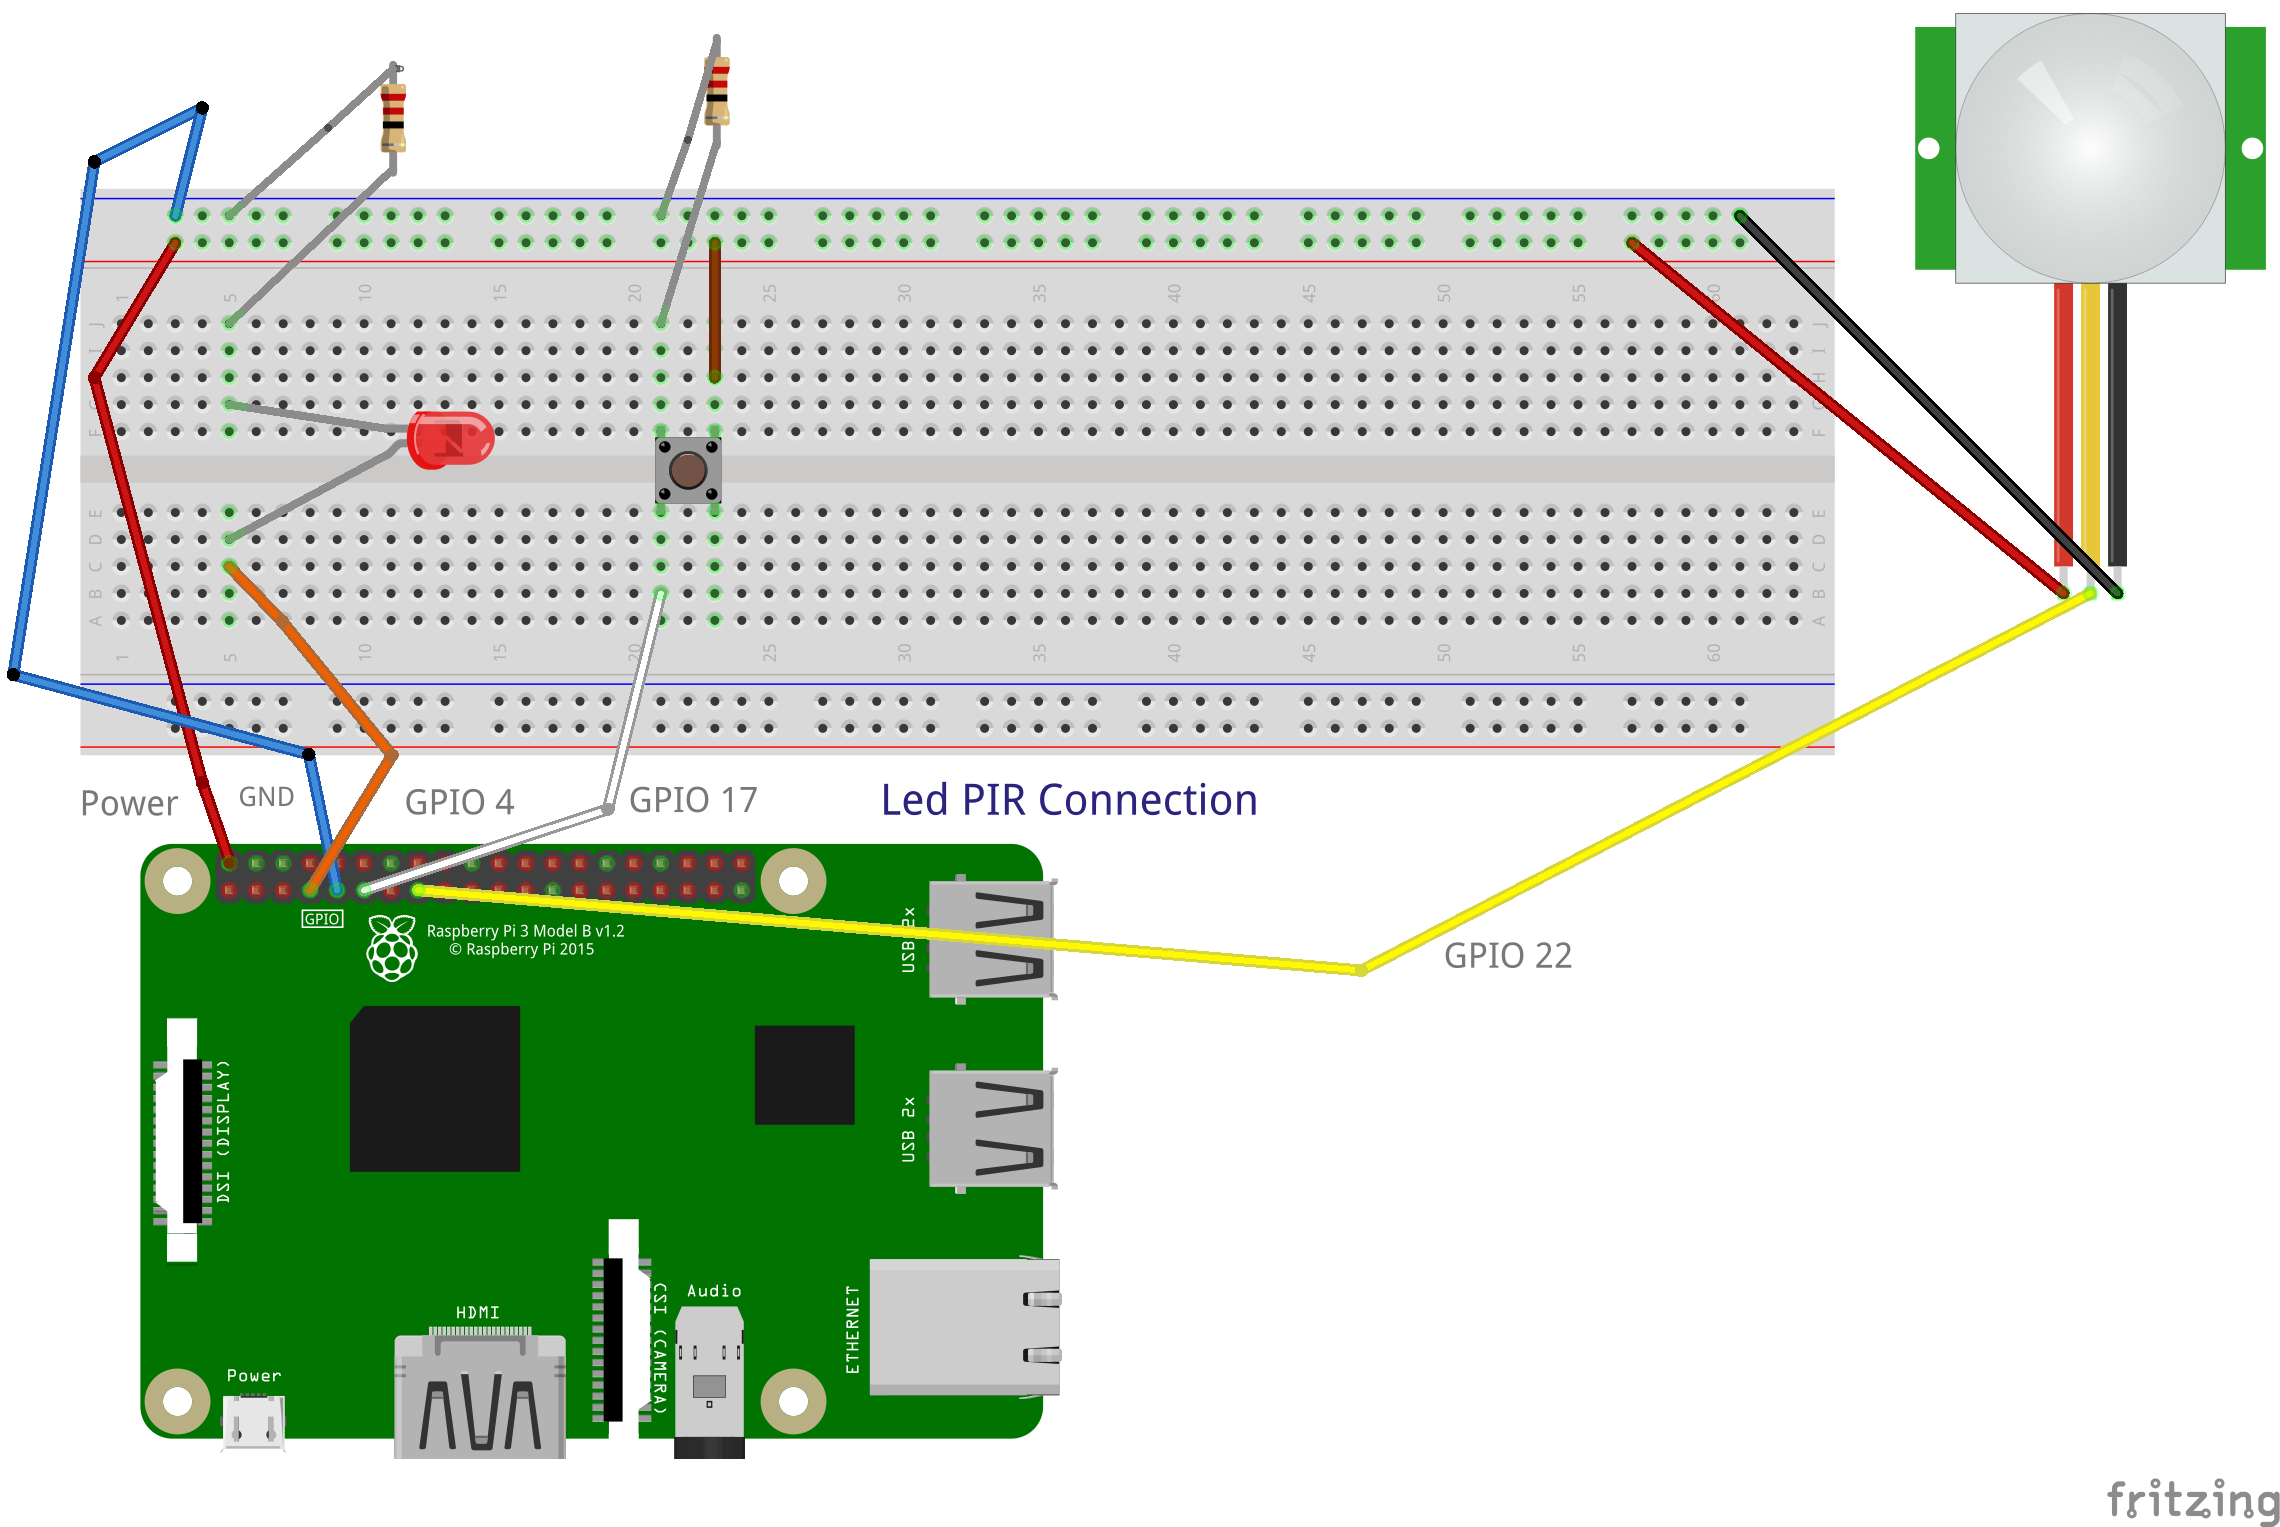 1 5 10 15 20 25 30 35 40 45 50 55 60
J J
I I
H H
G G
F F
E E
D D
C C
B B
A A
1 5 10 15 20 25 30 35 40 45 50 55 60
Power
GND
GPIO 4
GPIO 17
Led PIR Connection
GPIO
Raspberry Pi 3 Model B v1.2
© Raspberry Pi 2015
USB 2x
GPIO 22
DSI (DISPLAY)
USB 2x
HDMI
CSI (CAMERA)
Audio
ETHERNET
Power
fritzing